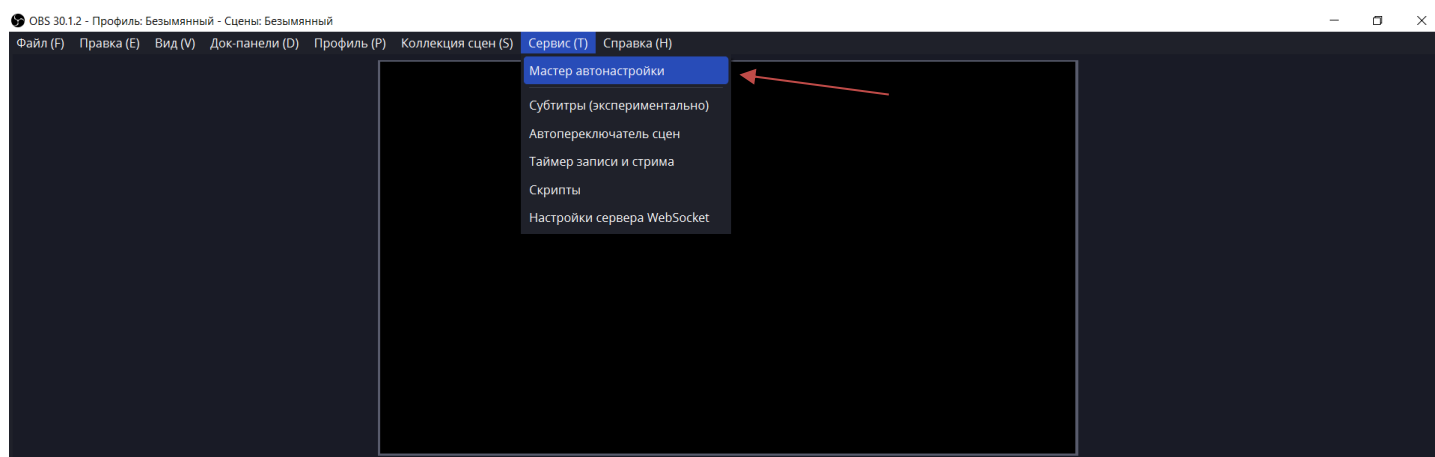 OBS 30.1.2 - Профиль: Безымянный - Сцены: Безымянный
Файл (F) Правка (E) Вид (V) Док-панели (D) Профиль (P) Коллекция сцен (S) Сервис (T) Справка (H)
Мастер автонастройки
Субтитры (экспериментально)
Автопереключатель сцен
Таймер записи и стрима
Скрипты
Настройки сервера WebSocket